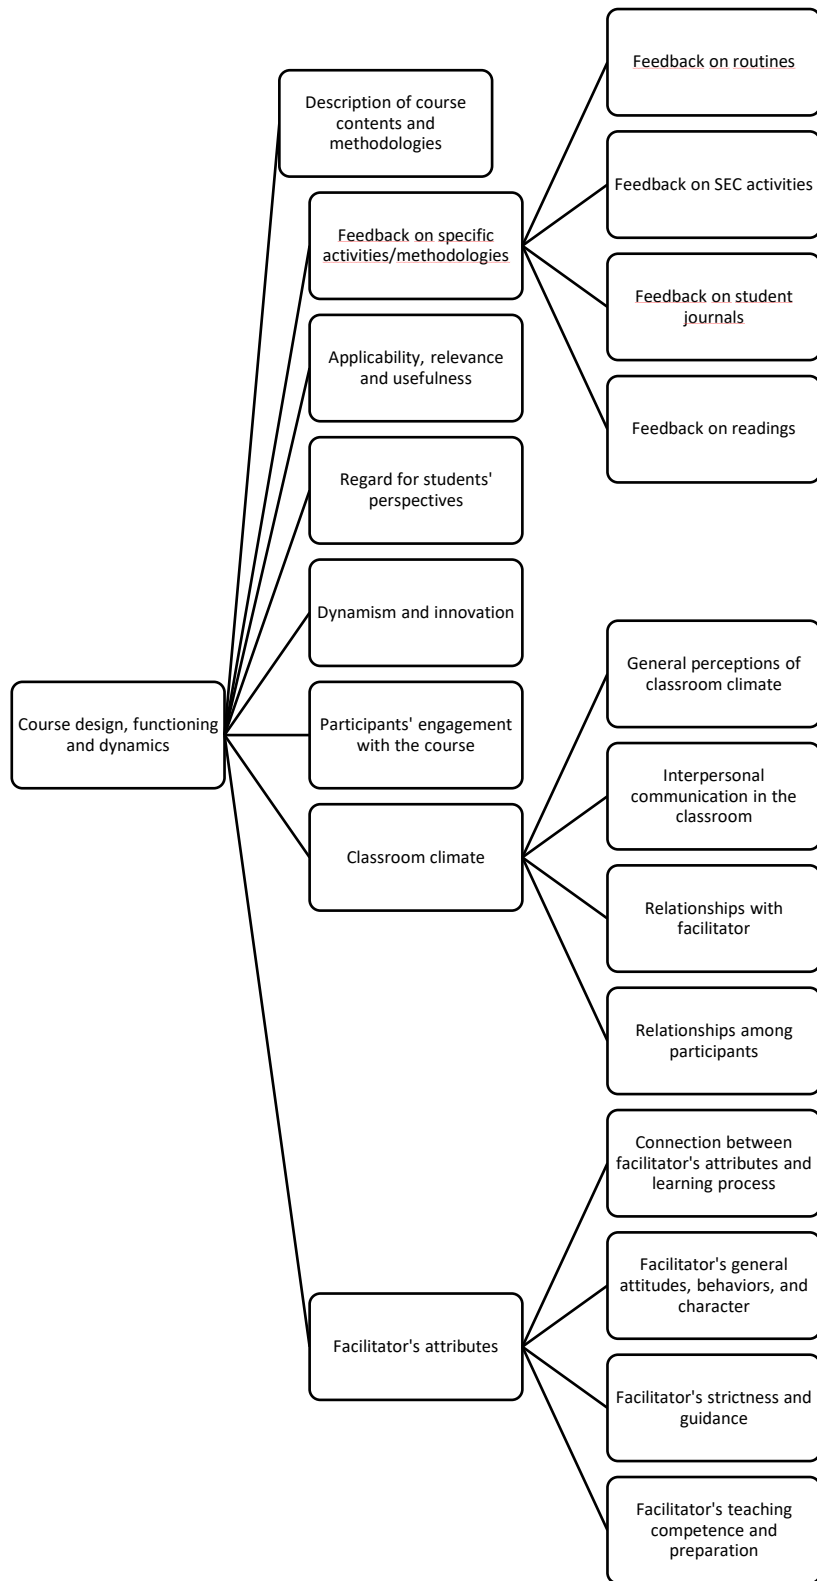 Course design, functioning
and dynamics
Description of course
contents and
methodologies
Feedback on specific
activities/methodologies
Feedback on routines
Feedback on SEC activities
Feedback on student
journals
Feedback on readings
Applicability, relevance
and usefulness
Regard for students'
perspectives
Dynamism and innovation
Participants' engagement
with the course
Classroom climate
General perceptions of
classroom climate
Interpersonal
communication in the
classroom
Relationships with
facilitator
Relationships among
participants
Facilitator's attributes
Connection between
facilitator's attributes and
learning process
Facilitator's general
attitudes, behaviors, and
character
Facilitator's strictness and
guidance
Facilitator's teaching
competence and
preparation